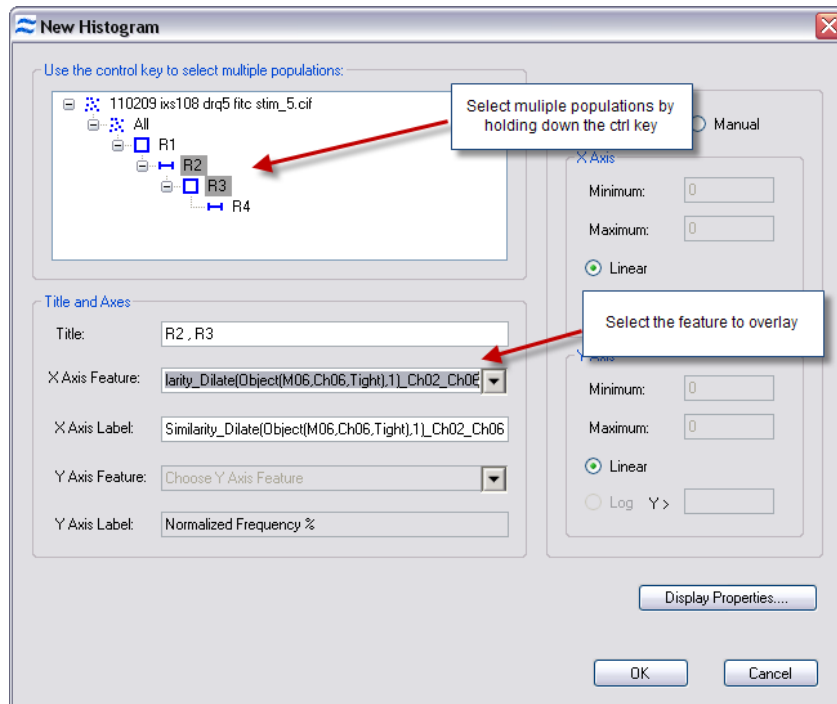 New Histogram
Use the control key to select multiple populations:
110209 ixs108 drq5 fitc stim_5.cif
All
R1
R2
R3
R4
Select muliple populations by
holding down the ctrl key
Manual
X Axis
Minimum: 0
Maximum: 0
Linear
Title and Axes
Title: R2 , R3
X Axis Feature: larity_Dilate(Object(M06,Ch06,Tight),1)_Ch02_Ch06
X Axis Label: Similarity_Dilate(Object(M06,Ch06,Tight),1)_Ch02_Ch06
Y Axis Feature: Choose Y Axis Feature
Y Axis Label: Normalized Frequency %
Select the feature to overlay
Y Axis
Minimum: 0
Maximum: 0
Linear
Log Y >
Display Properties....
OK
Cancel